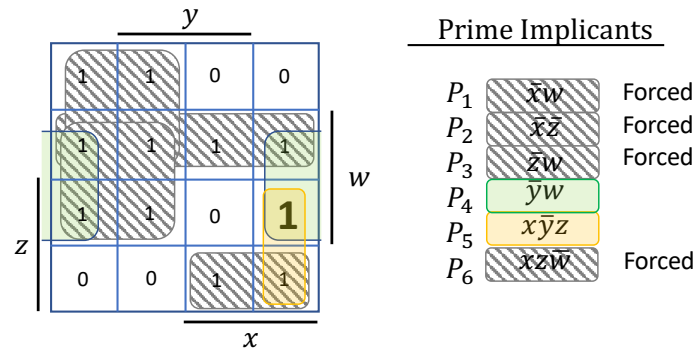 y
Prime Implicants
1 1 0 0
P₁ x̄w Forced
P₂ x̄z̄ Forced
1 1 1 1
P₃ z̄w Forced
w
P₄ ȳw
1 1 0 1
P₅ xȳz
z
P₆ xzw̄ Forced
0 0 1 1
x